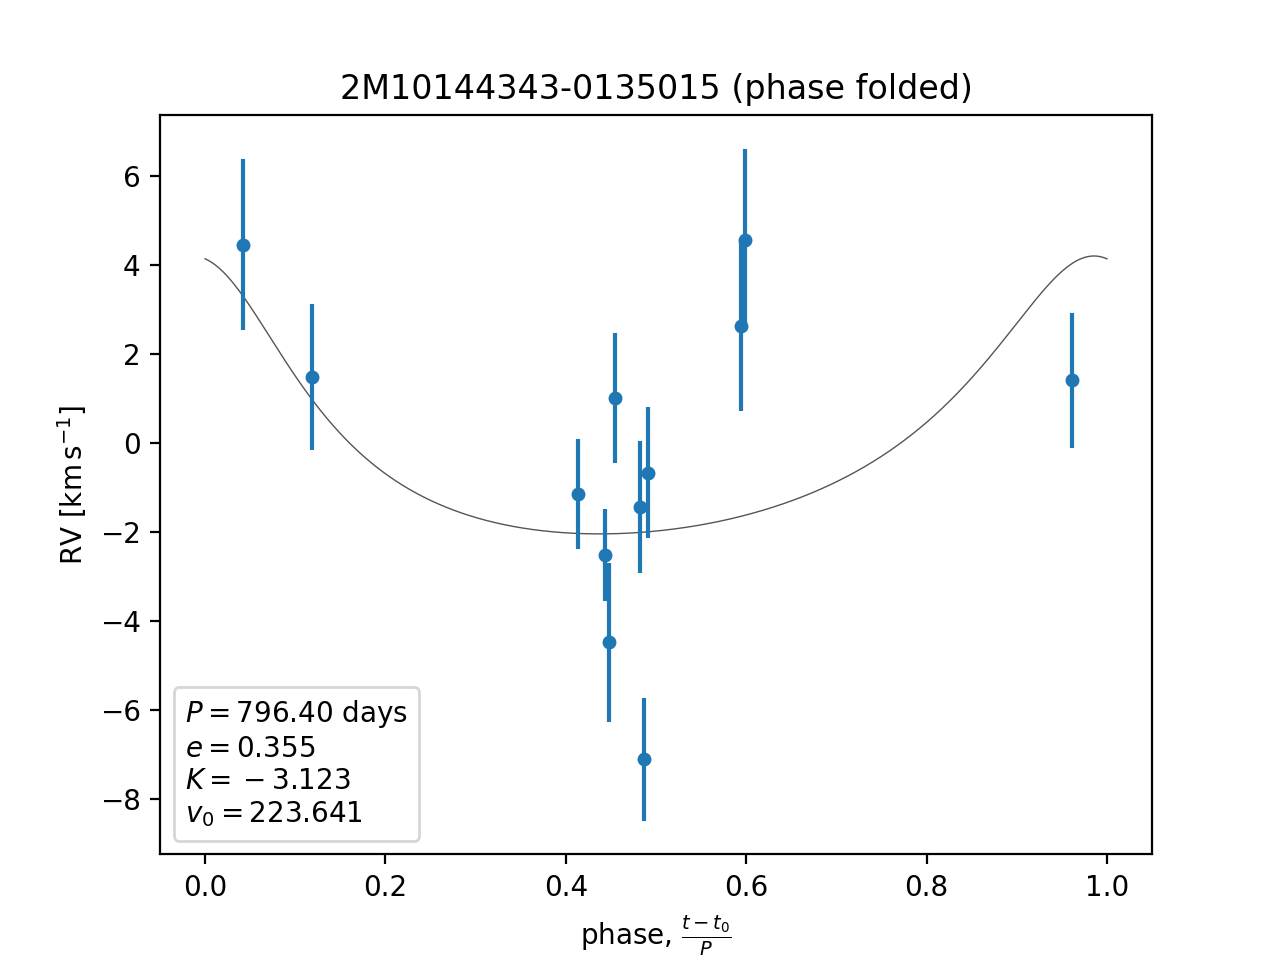 2M10144343-0135015 (phase folded)
RV [km s⁻¹]
6
4
2
0
−2
−4
−6
−8
P = 796.40 days
e = 0.355
K = −3.123
v₀ = 223.641
0.0 0.2 0.4 0.6 0.8 1.0
phase, (t − t₀)/P